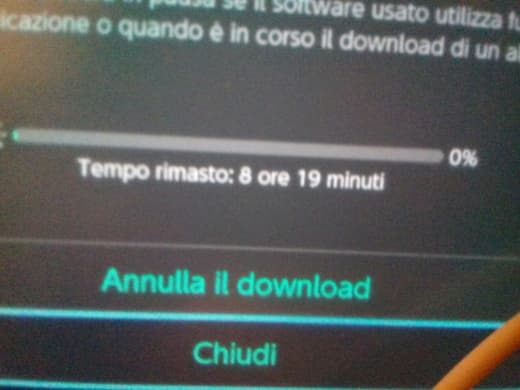 in pausa se il software usato utilizza
icazione o quando è in corso il download di un
0%
Tempo rimasto: 8 ore 19 minuti
Annulla il download
Chiudi